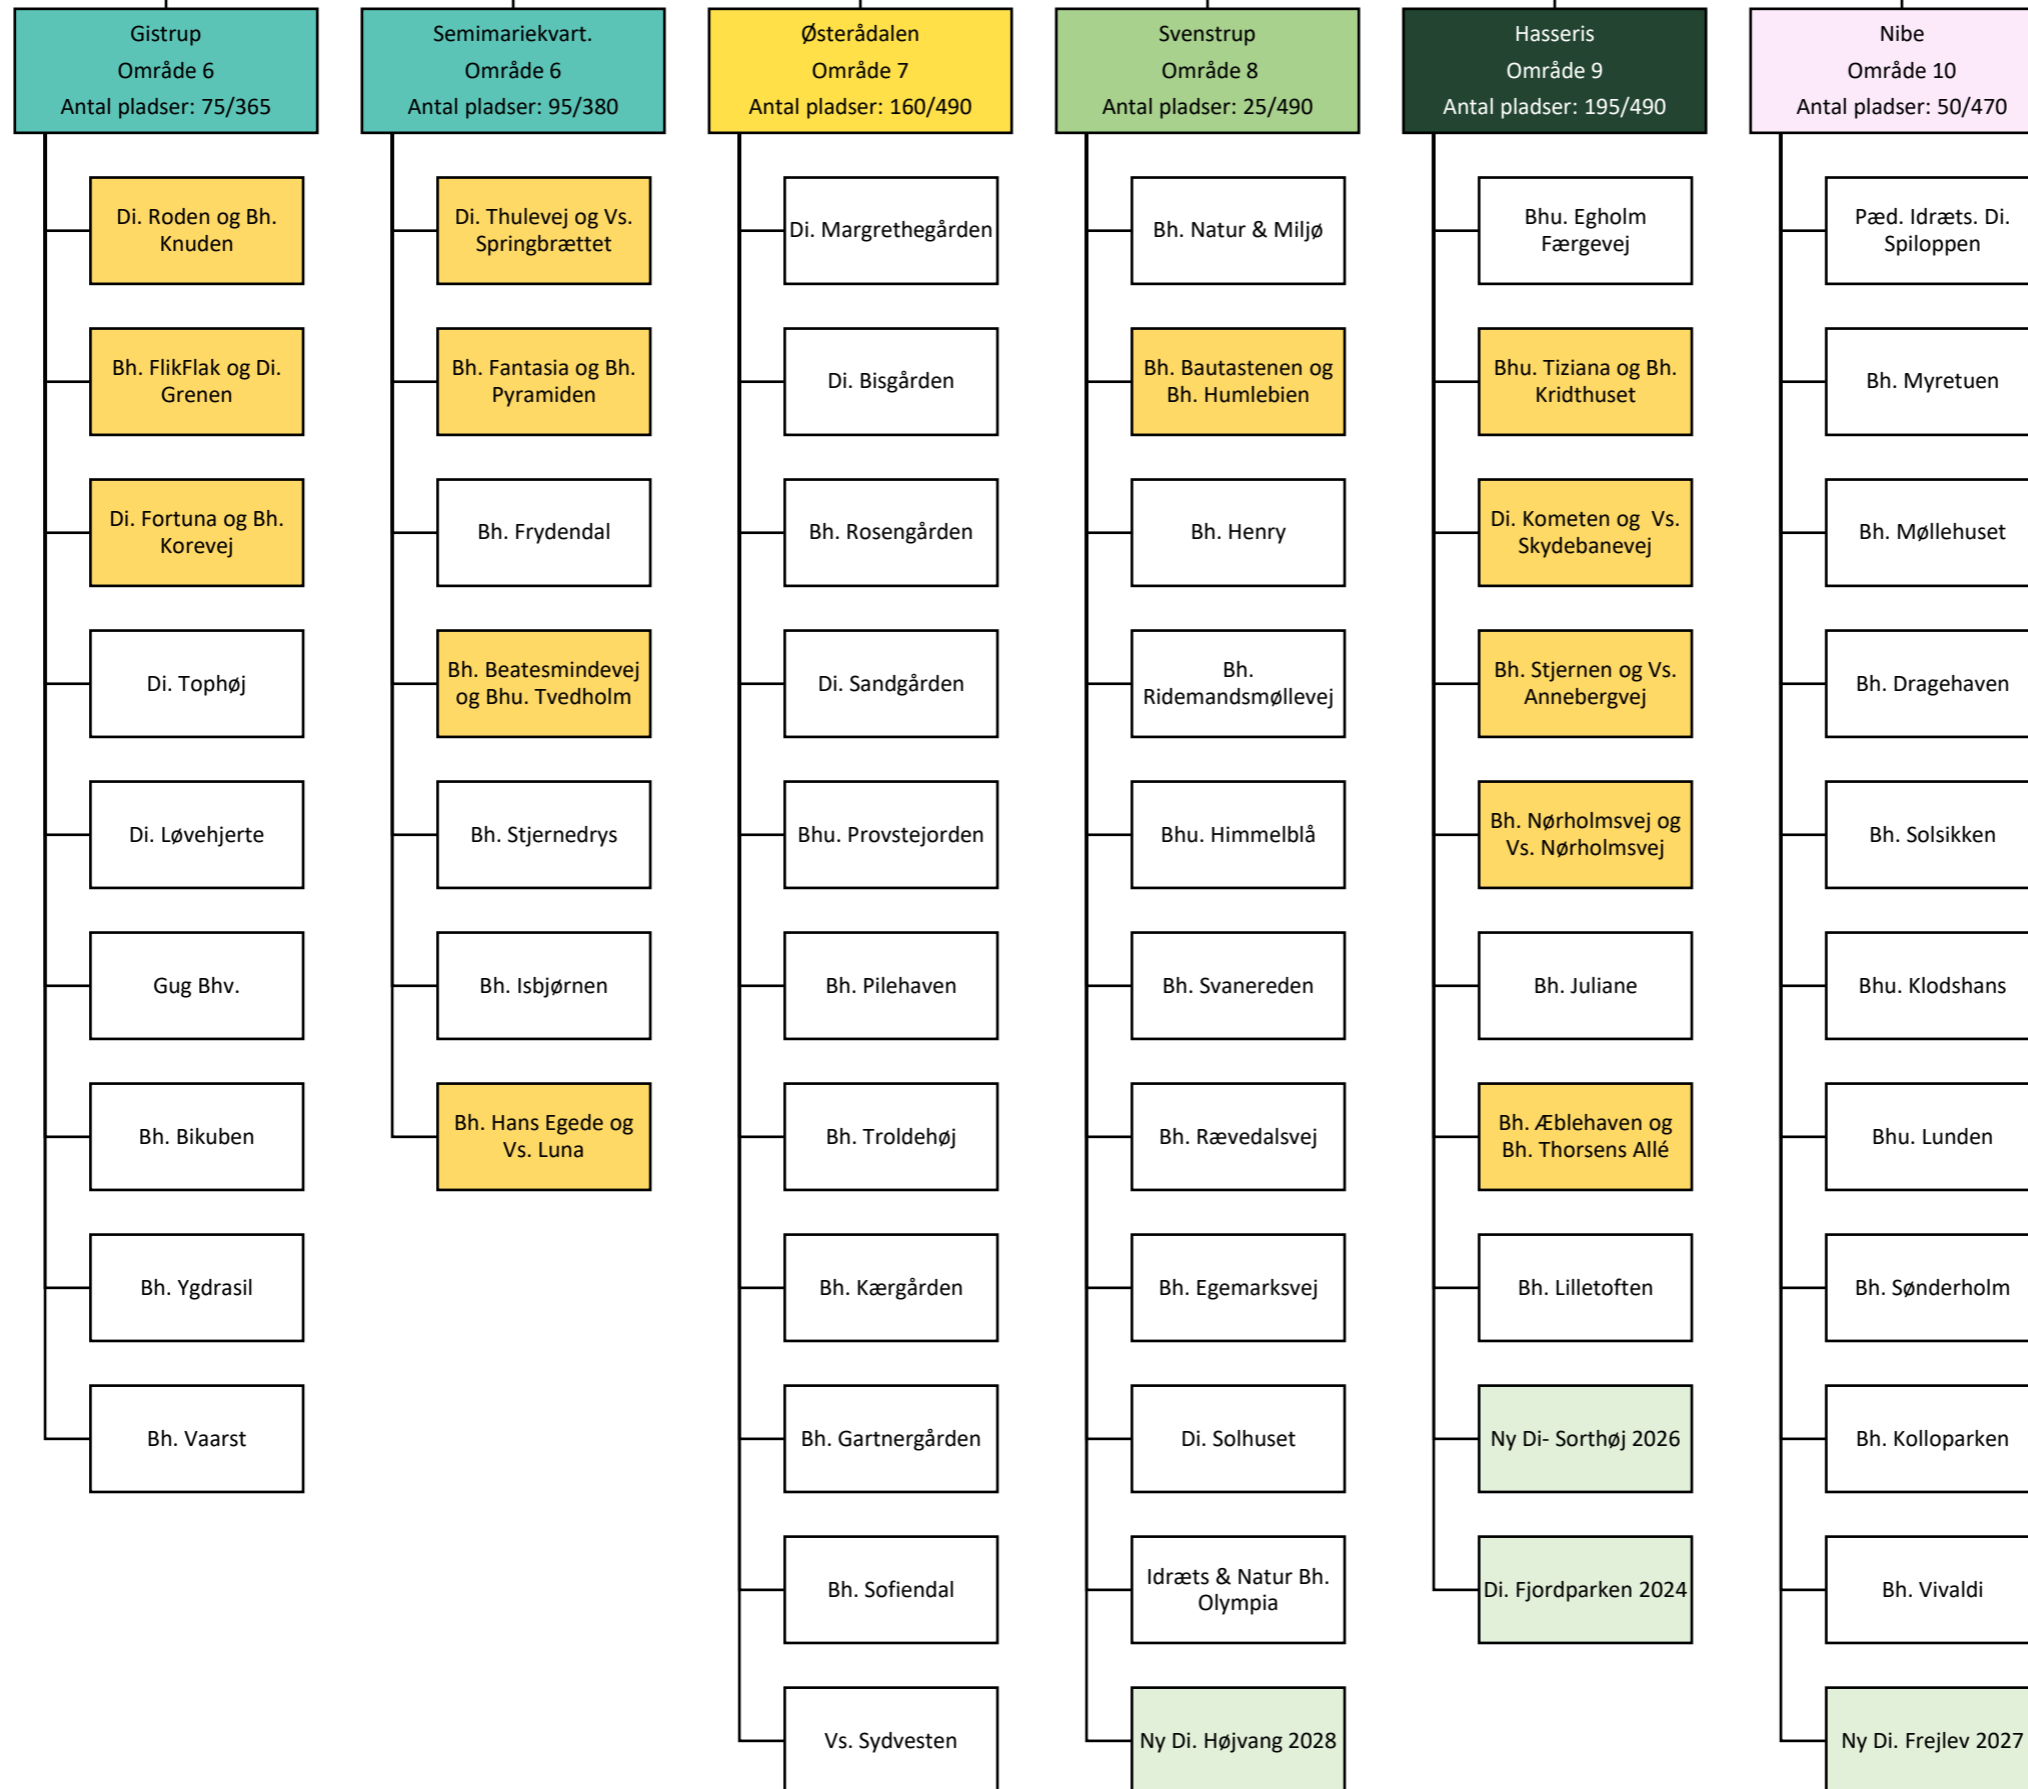 Gistrup
Område 6
Antal pladser: 75/365
Di. Roden og Bh.
Knuden
Bh. FlikFlak og Di.
Grenen
Di. Fortuna og Bh.
Korevej
Di. Tophøj
Di. Løvehjerte
Gug Bhv.
Bh. Bikuben
Bh. Ygdrasil
Bh. Vaarst
Semimariekvart.
Område 6
Antal pladser: 95/380
Di. Thulevej og Vs.
Springbrættet
Bh. Fantasia og Bh.
Pyramiden
Bh. Frydendal
Bh. Beatesmindevej
og Bhu. Tvedholm
Bh. Stjernedrys
Bh. Isbjørnen
Bh. Hans Egede og
Vs. Luna
Østerådalen
Område 7
Antal pladser: 160/490
Di. Margrethegården
Di. Bisgården
Bh. Rosengården
Di. Sandgården
Bhu. Provstejorden
Bh. Pilehaven
Bh. Troldehøj
Bh. Kærgården
Bh. Gartnergården
Bh. Sofiendal
Vs. Sydvesten
Svenstrup
Område 8
Antal pladser: 25/490
Bh. Natur & Miljø
Bh. Bautastenen og
Bh. Humlebien
Bh. Henry
Bh.
Ridemandsmøllevej
Bhu. Himmelblå
Bh. Svanereden
Bh. Rævedalsvej
Bh. Egemarksvej
Di. Solhuset
Idræts & Natur Bh.
Olympia
Ny Di. Højvang 2028
Hasseris
Område 9
Antal pladser: 195/490
Bhu. Egholm
Færgevej
Bhu. Tiziana og Bh.
Kridthuset
Di. Kometen og Vs.
Skydebanevej
Bh. Stjernen og Vs.
Annebergvej
Bh. Nørholmsvej og
Vs. Nørholmsvej
Bh. Juliane
Bh. Æblehaven og
Bh. Thorsens Allé
Bh. Lilletoften
Ny Di- Sorthøj 2026
Di. Fjordparken 2024
Nibe
Område 10
Antal pladser: 50/470
Pæd. Idræts. Di.
Spiloppen
Bh. Myretuen
Bh. Møllehuset
Bh. Dragehaven
Bh. Solsikken
Bhu. Klodshans
Bhu. Lunden
Bh. Sønderholm
Bh. Kolloparken
Bh. Vivaldi
Ny Di. Frejlev 2027